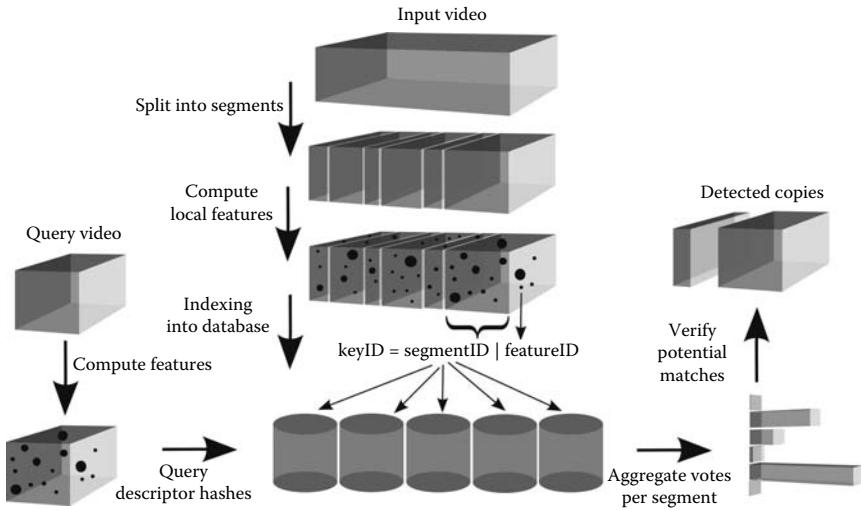 Input video
Split into segments
Compute
local features
Detected copies
Query video
Indexing
into database
keyID = segmentID | featureID
Verify
potential
matches
Compute features
Query
descriptor hashes
Aggregate votes
per segment